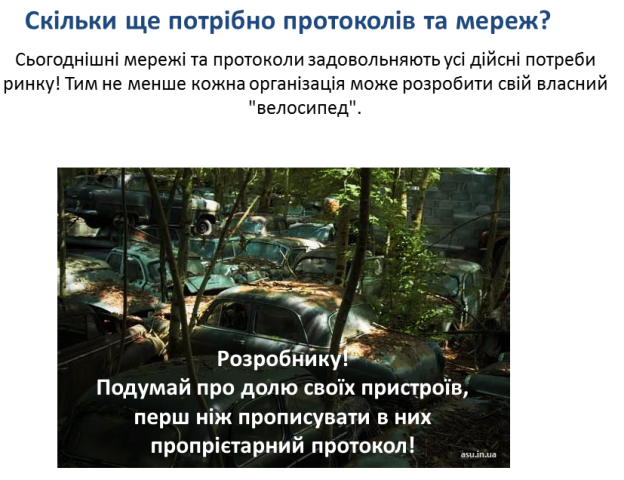 Скільки ще потрібно протоколів та мереж?
Сьогоднішні мережі та протоколи задовольняють усі дійсні потреби
ринку! Тим не менше кожна організація може розробити свій власний
"велосипед".
Розробнику!
Подумай про долю своїх пристроїв,
перш ніж прописувати в них
пропрієтарний протокол!
asu.in.ua